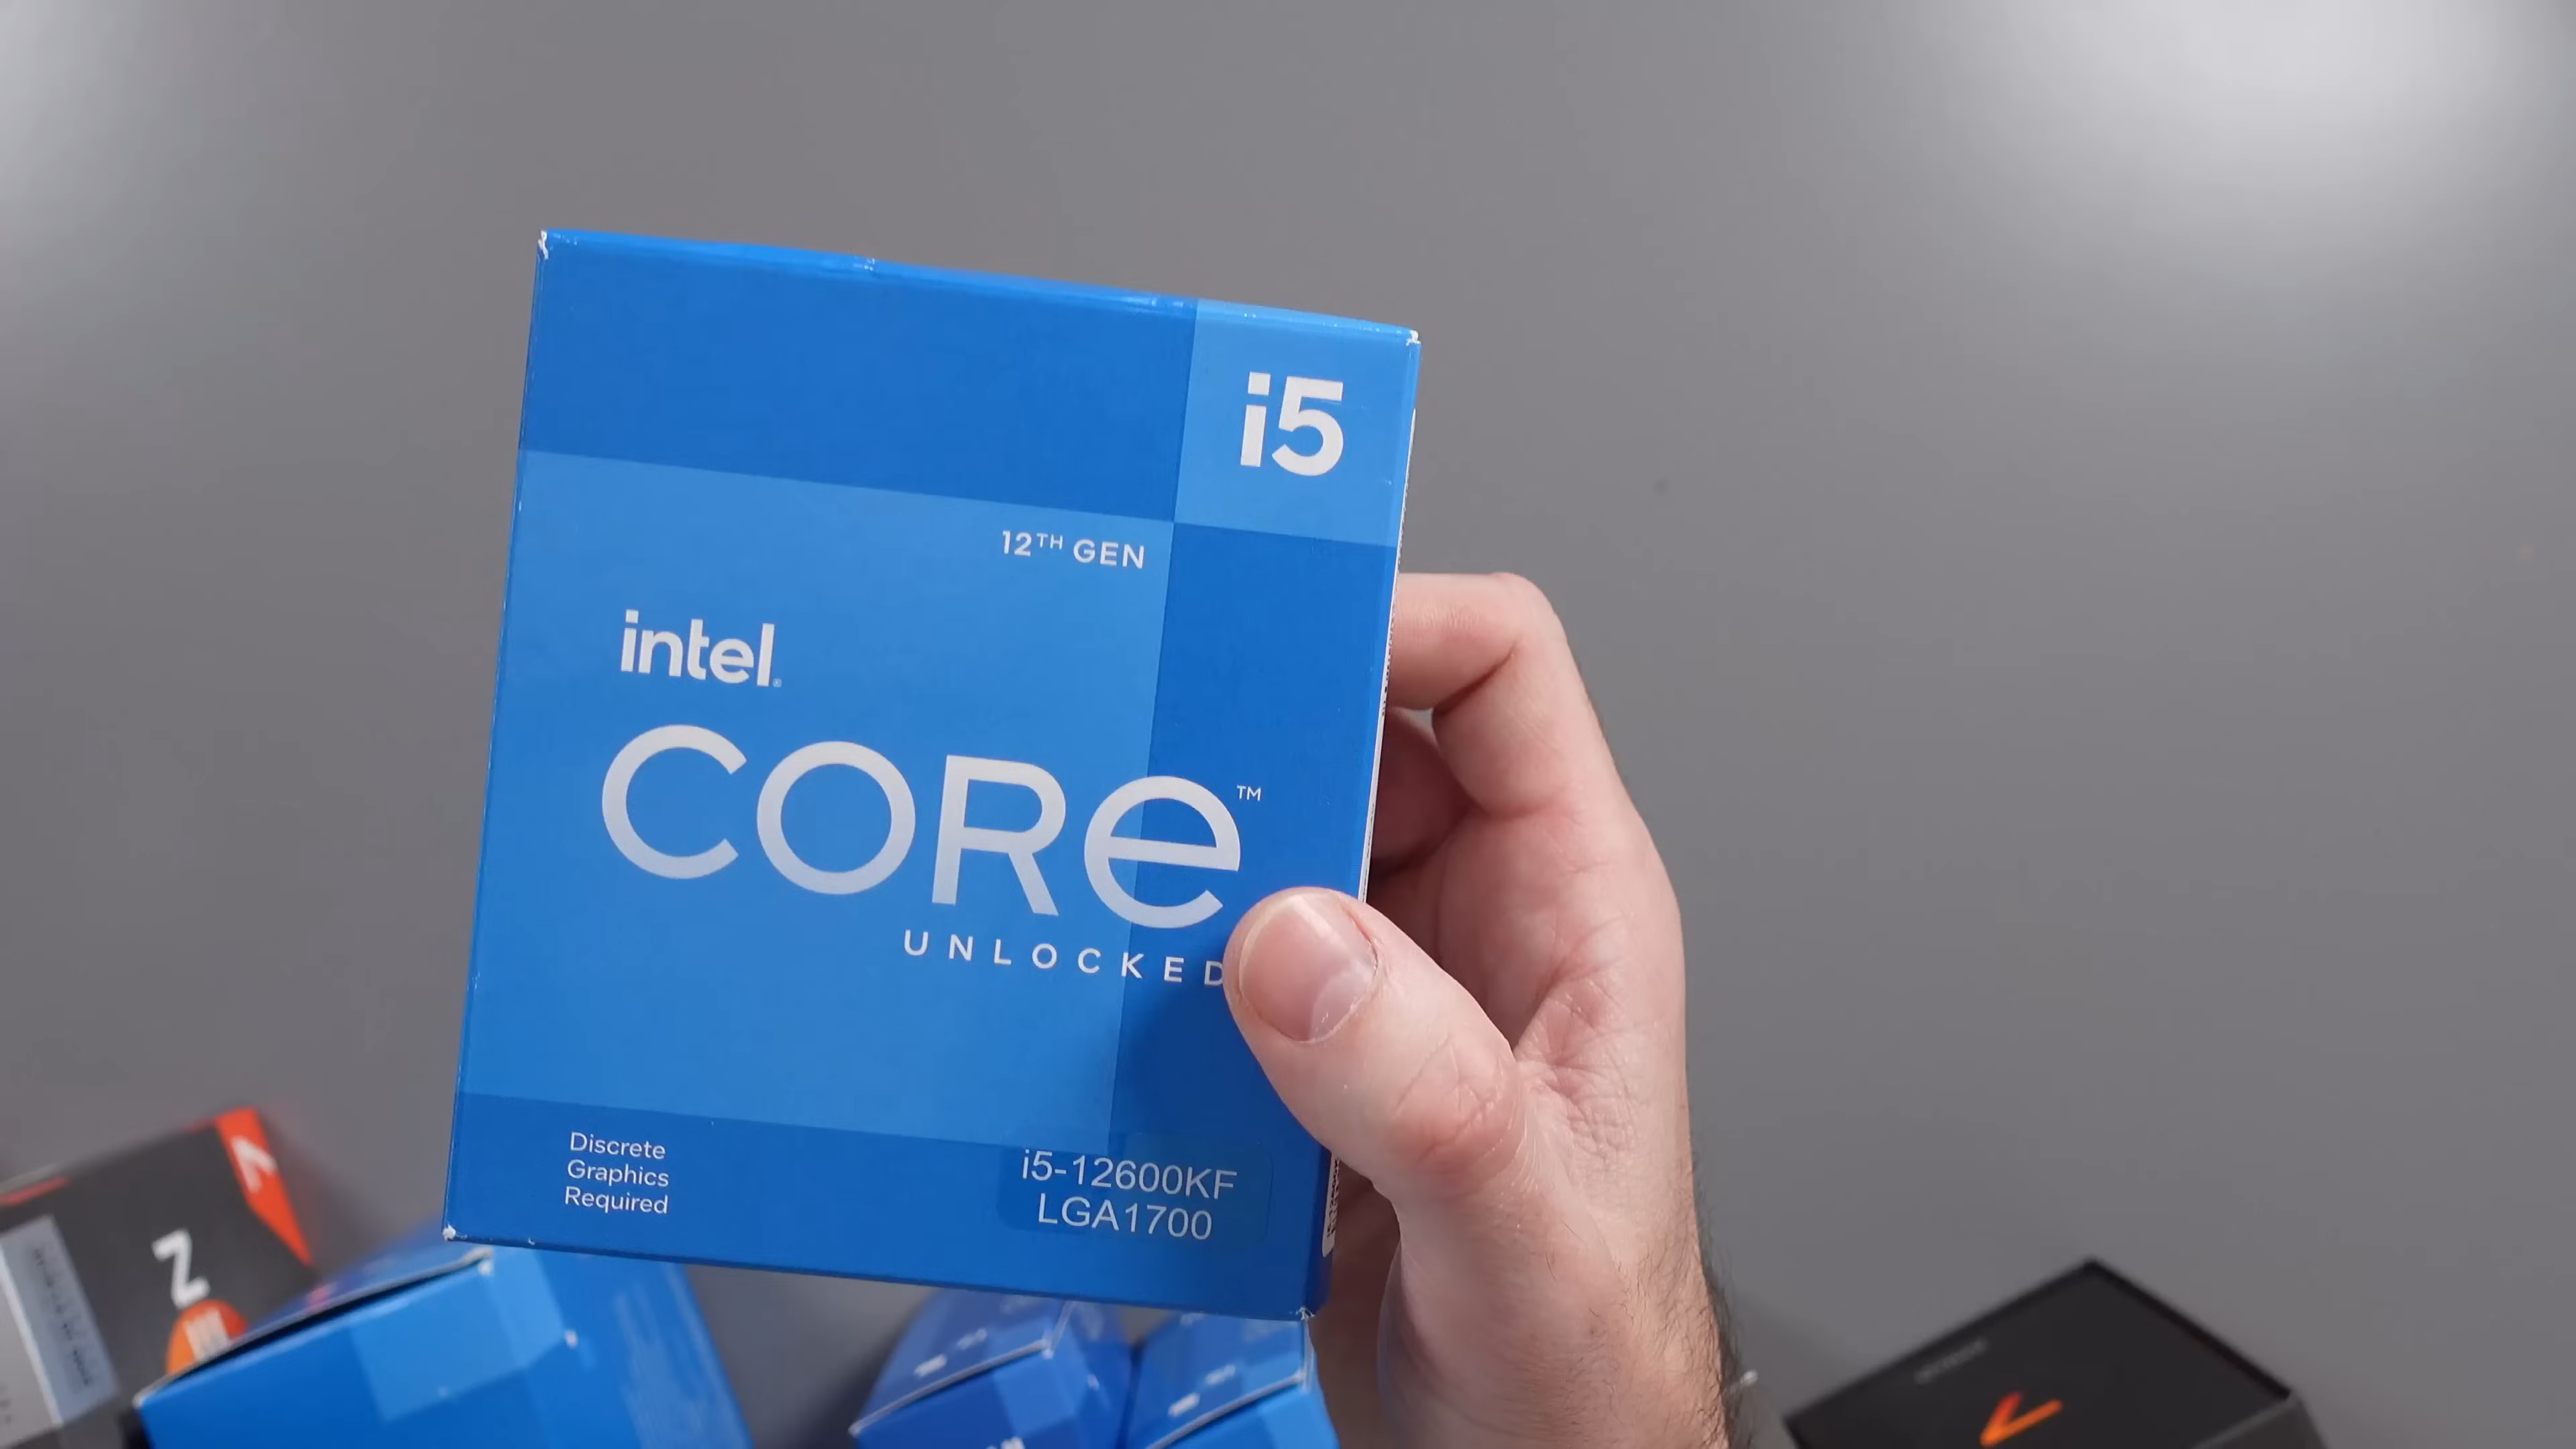 i5
12TH GEN
intel®
CORe™
UNLOCKED
Discrete
Graphics
Required
i5-12600KF
LGA1700
Z